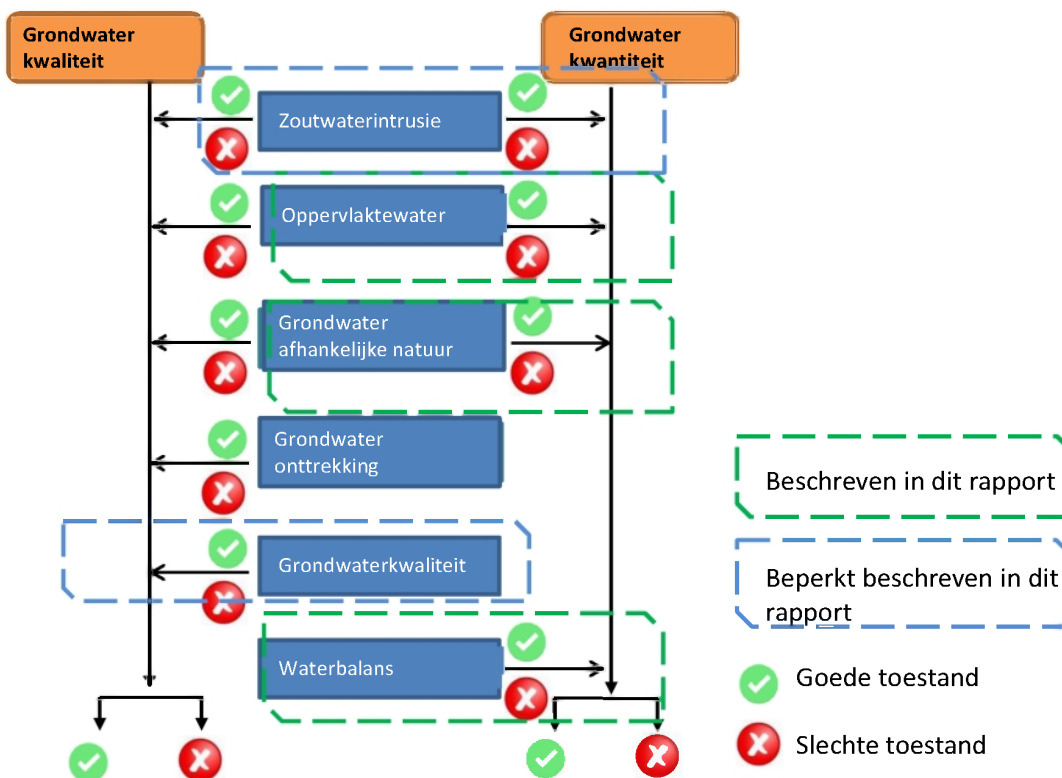 Grondwater
kwaliteit
Grondwater
kwantiteit
Zoutwaterintrusie
Oppervlaktewater
Grondwater
afhankelijke natuur
Grondwater
onttrekking
Grondwaterkwaliteit
Waterbalans
Beschreven in dit rapport
Beperkt beschreven in dit
rapport
Goede toestand
Slechte toestand